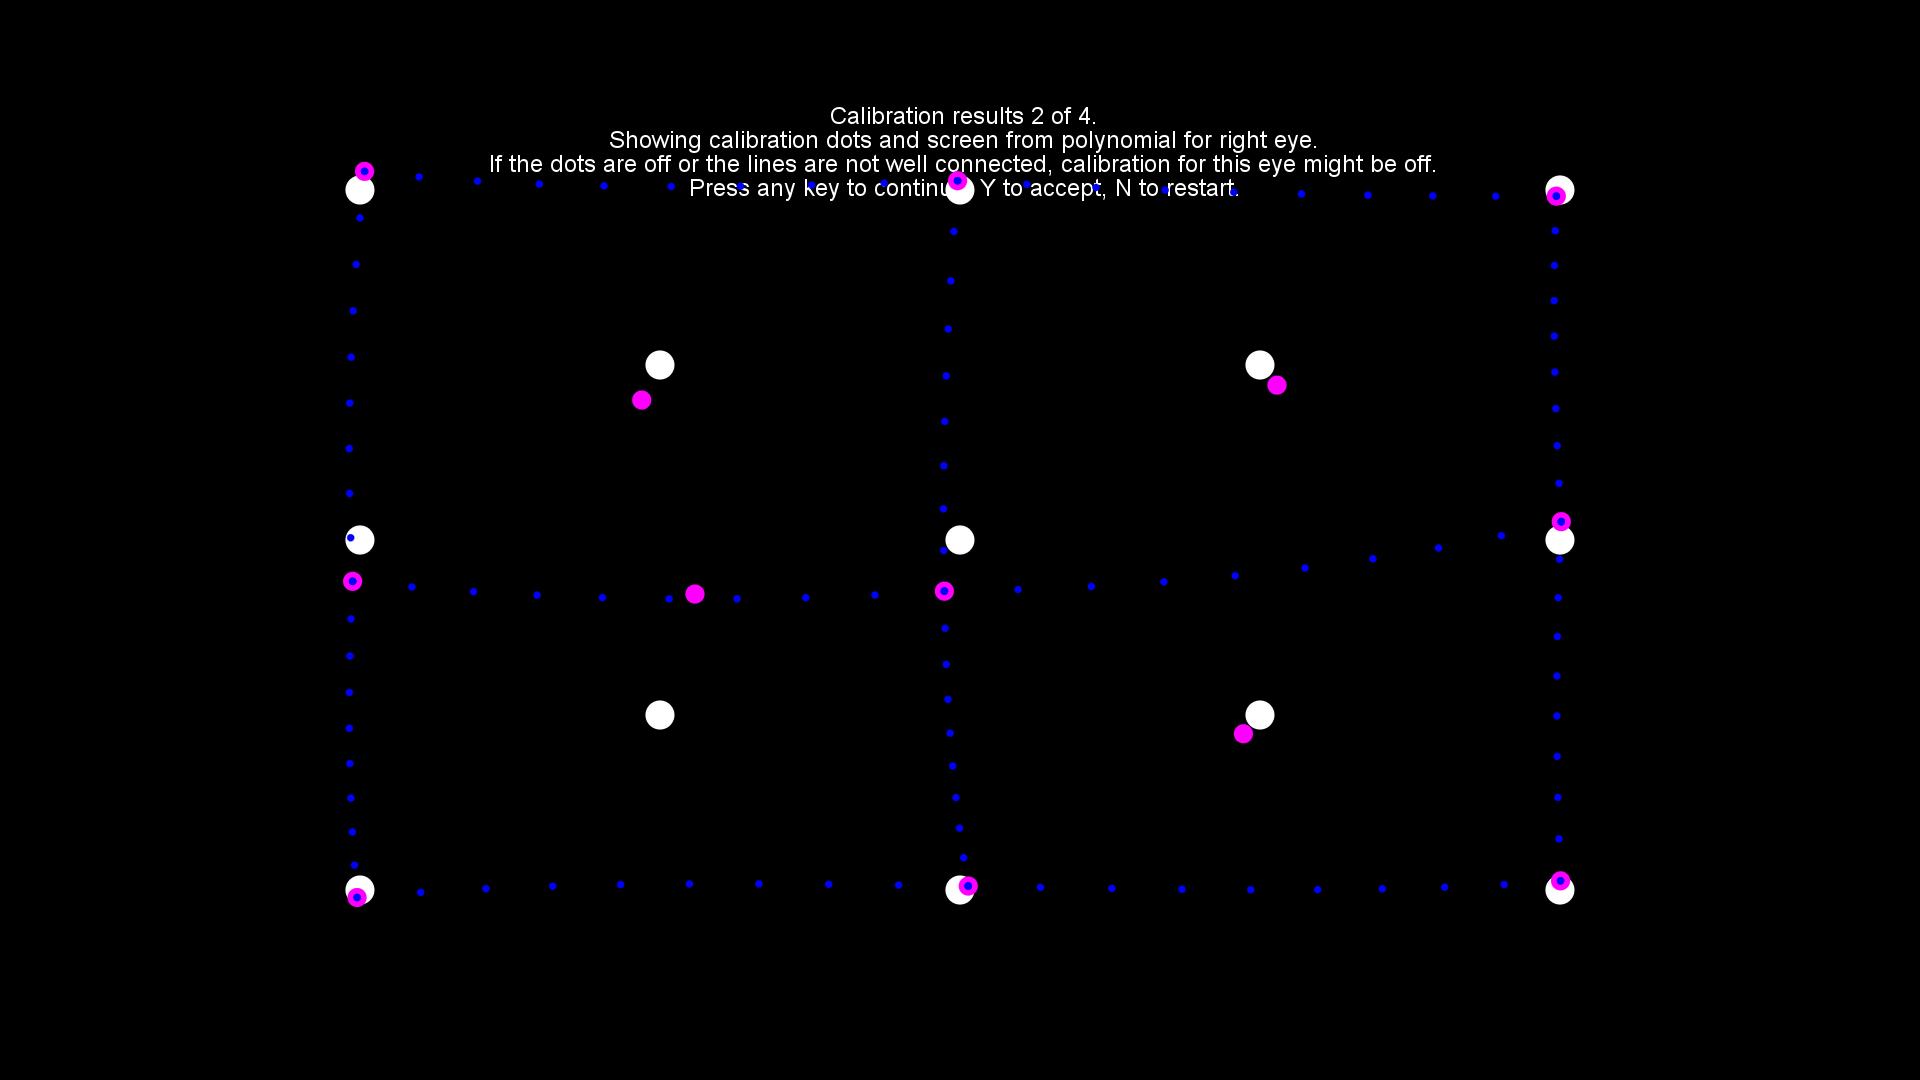 Calibration results 2 of 4.
Showing calibration dots and screen from polynomial for right eye.
If the dots are off or the lines are not well connected, calibration for this eye might be off.
Press any key to continue, Y to accept, N to restart.